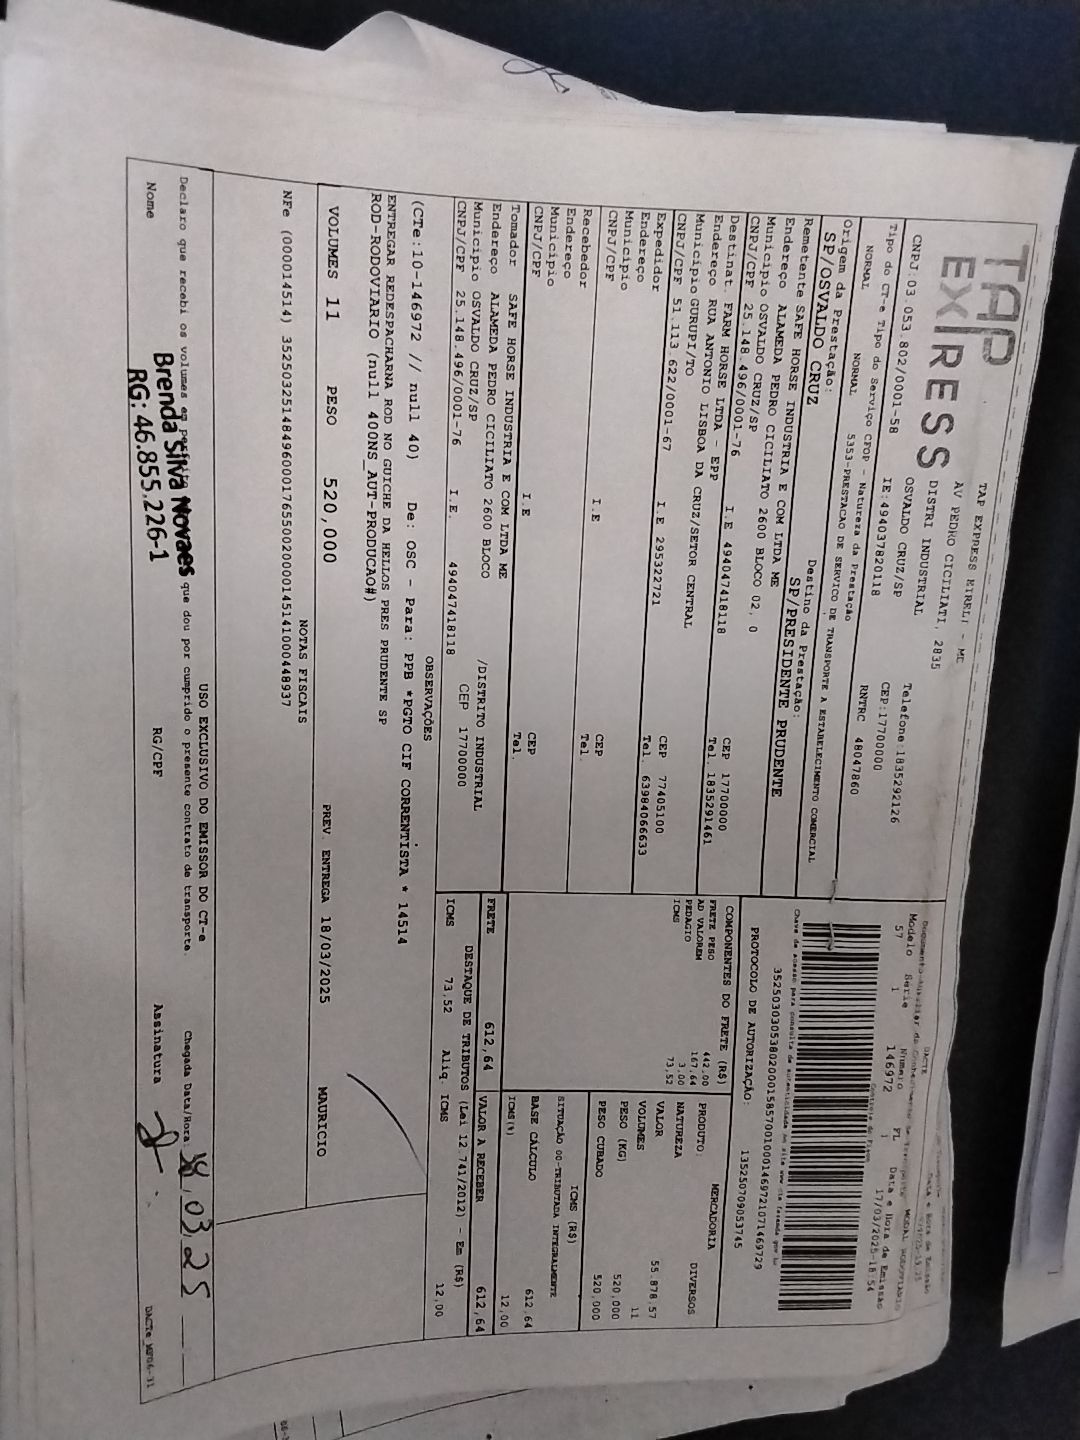 TAP
EXPRESS
TAP EXPRESS EIRELI - ME
AV PEDRO CICILIATI, 2835
DISTRI INDUSTRIAL
OSVALDO CRUZ/SP
Telefone:1835292126
CNPJ:03.053.802/0001-58
IE:494037820118
CEP:17700000
Tipo do CT-e Tipo do Serviço CFOP - Natureza da Prestação
RNTRC 48047860
NORMAL NORMAL 5353-PRESTACAO DE SERVICO DE TRANSPORTE A ESTABELECIMENTO COMERCIAL
Origem da Prestação:
SP/OSVALDO CRUZ
Destino da Prestação:
SP/PRESIDENTE PRUDENTE
Remetente SAFE HORSE INDUSTRIA E COM LTDA ME
Endereço ALAMEDA PEDRO CICILIATO 2600 BLOCO 02, 0
Município OSVALDO CRUZ/SP CEP 17700000
CNPJ/CPF 25.148.496/0001-76 I.E 494047418118 Tel. 1835291461
Destinat. FARM HORSE LTDA - EPP
Endereço RUA ANTONIO LISBOA DA CRUZ/SETOR CENTRAL
Município GURUPI/TO CEP 77405100
CNPJ/CPF 51.113.622/0001-67 I.E 295322721 Tel. 63984066633
Expedidor
Endereço
Município CEP
CNPJ/CPF I.E Tel.
Recebedor
Endereço
Município CEP
CNPJ/CPF I.E Tel.
Tomador SAFE HORSE INDUSTRIA E COM LTDA ME
Endereço ALAMEDA PEDRO CICILIATO 2600 BLOCO /DISTRITO INDUSTRIAL
Município OSVALDO CRUZ/SP CEP 17700000
CNPJ/CPF 25.148.496/0001-76 I.E. 494047418118
DACTE
Modelo Serie Número FL Data e Hora de Emissão
57 1 146972 1 17/03/2025-18:54
Chave de acesso para consulta de autenticidade no site www
35250303053802000158570010001469721071469729
PROTOCOLO DE AUTORIZAÇÃO:
135250709053745
COMPONENTES DO FRETE (R$)
FRETE PESO 442,00
AD VALOREM 167,64
PEDAGIO 3,00
ICMS 73,52
PRODUTO: MERCADORIA
NATUREZA DIVERSOS
VALOR 55.878,57
VOLUMES 11
PESO (KG) 520,000
PESO CUBADO 520,000
ICMS (R$)
SITUAÇÃO 00-TRIBUTADA INTEGRALMENTE
BASE CÁLCULO 612,64
ICMS(%) 12,00
FRETE 612,64
VALOR A RECEBER 612,64
DESTAQUE DE TRIBUTOS (Lei 12.741/2012) - Em (R$)
ICMS 73,52 Aliq. ICMS 12,00
OBSERVAÇÕES
(CTe:10-146972 // null 40) De: OSC - Para: PPB *PGTO CIF CORRENTISTA * 14514
ENTREGAR REDESPACHARNA ROD NO GUICHE DA HELIOS PRES PRUDENTE SP
ROD-RODOVIARIO (null 400NS_AUT-PRODUCAO#)
VOLUMES 11 PESO 520,000 PREV. ENTREGA 18/03/2025 MAURICIO
NOTAS FISCAIS
NFe (000014514) 35250325148496000176550020000145141000448937
USO EXCLUSIVO DO EMISSOR DO CT-e
Declaro que recebi os volumes em perfeito que dou por cumprido o presente contrato de transporte.
Chegada Data/Hora 18,03,25
Brenda Silva Novaes
RG: 46.855.226-1
Nome RG/CPF Assinatura